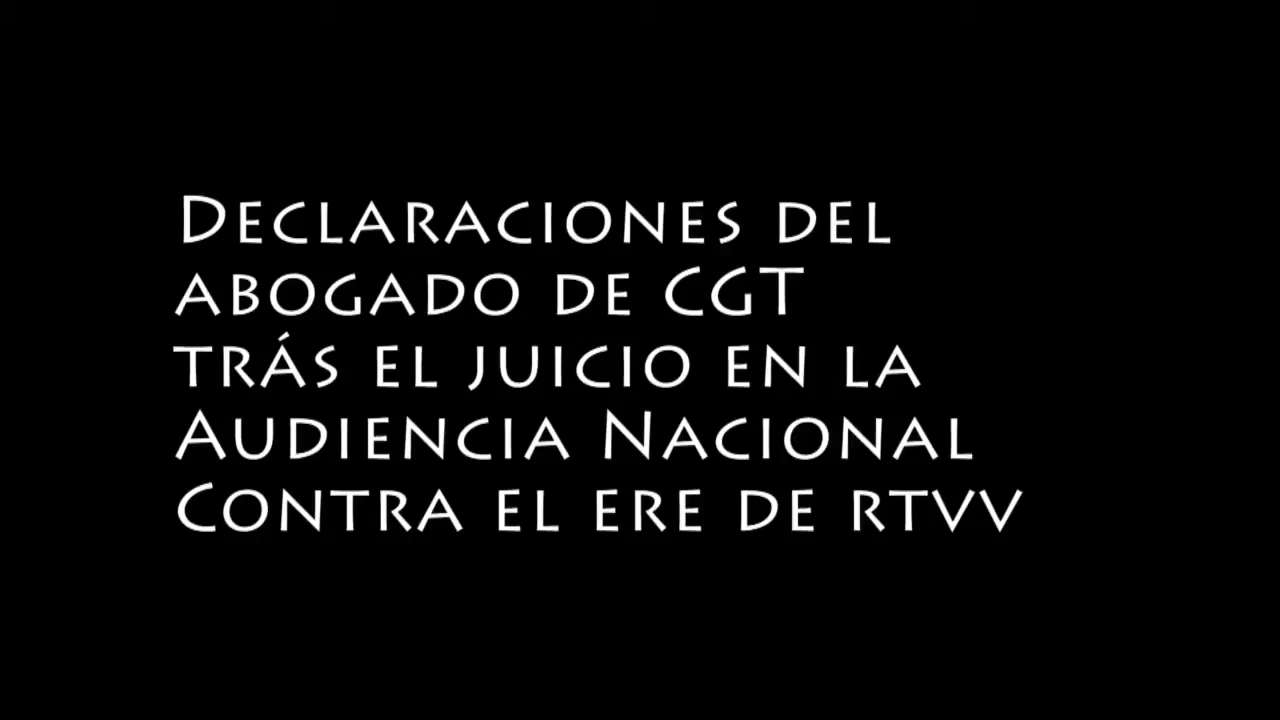 Declaraciones del
abogado de CGT
trás el juicio en la
Audiencia Nacional
Contra el ere de rtvv